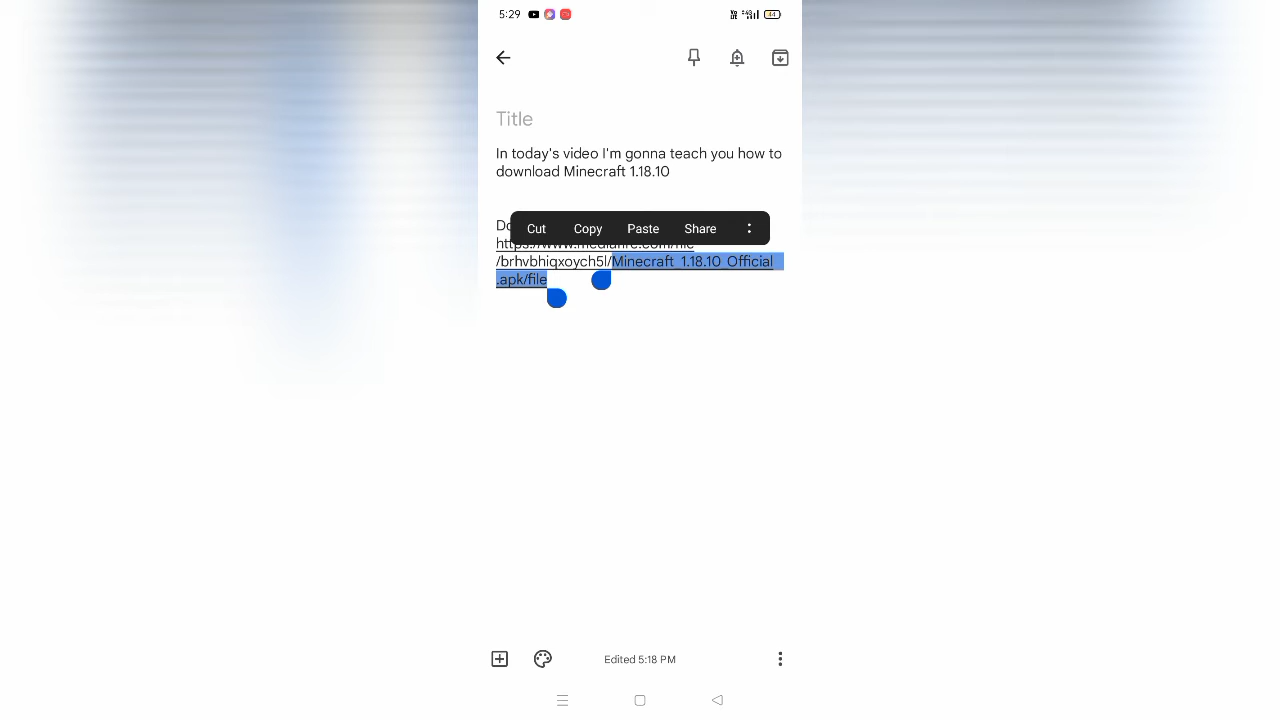 5:29
44
Title
In today's video I'm gonna teach you how to
download Minecraft 1.18.10
Cut Copy Paste Share
/brhvbhiqxoych5l/Minecraft_1.18.10_Official
.apk/file
Edited 5:18 PM